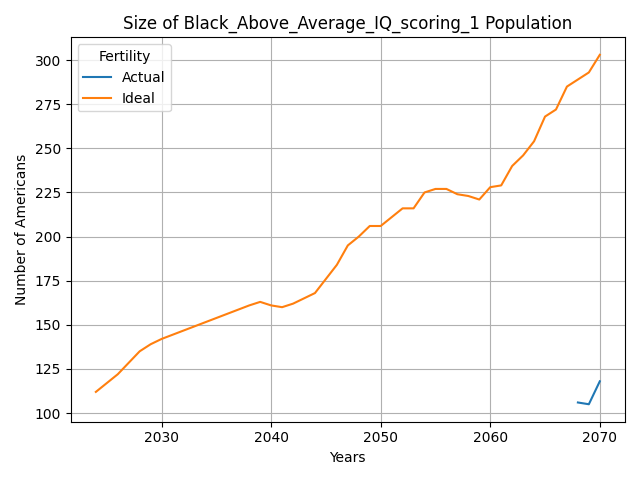 Size of Black_Above_Average_IQ_scoring_1 Population
Fertility
Actual
Ideal
Number of Americans
300
275
250
225
200
175
150
125
100
2030 2040 2050 2060 2070
Years